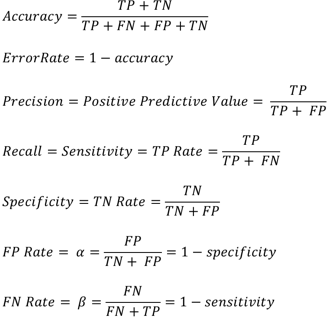 Accuracy = (TP + TN) / (TP + FN + FP + TN)
ErrorRate = 1 − accuracy
Precision = Positive Predictive Value = TP / (TP + FP)
Recall = Sensitivity = TP Rate = TP / (TP + FN)
Specificity = TN Rate = TN / (TN + FP)
FP Rate = α = FP / (TN + FP) = 1 − specificity
FN Rate = β = FN / (FN + TP) = 1 − sensitivity